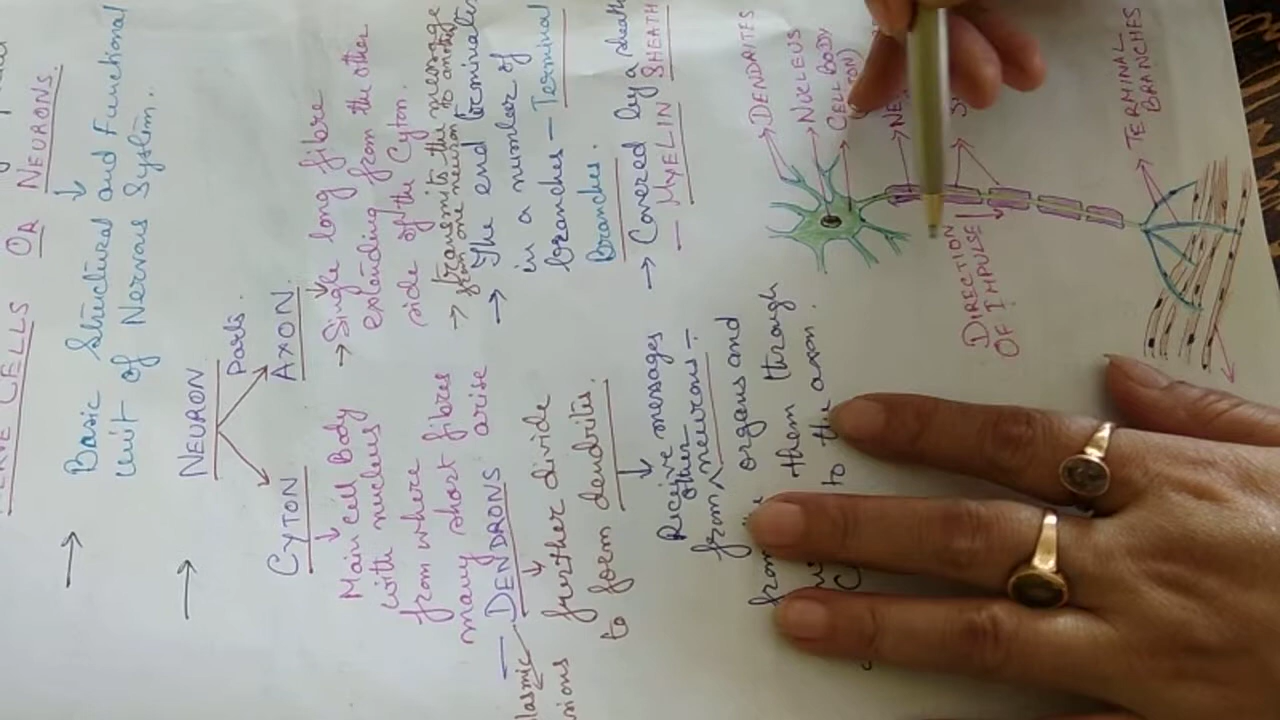 NERVE CELLS OR NEURONS.
→ Basic Structural and Functional
unit of Nervous System..
→ NEURON
Parts.
CYTON
AXON.
Main cell Body
with nucleus
from where
many short fibres
arise
— DENDRONS
further divide
to form dendrites.
Receive messages
from other neurons –
organs and
them through
to the axon.
→ Single long fibre
extending from the other
side of the Cyton.
→ transmits the message
from one neuron to another
→ The end terminates
in a number of
branches – Terminal
Branches.
→ Covered by a sheath
— MYELIN SHEATH
DENDRITES
NUCLEUS
CELL BODY
DIRECTION
OF IMPULSE
TERMINAL
BRANCHES